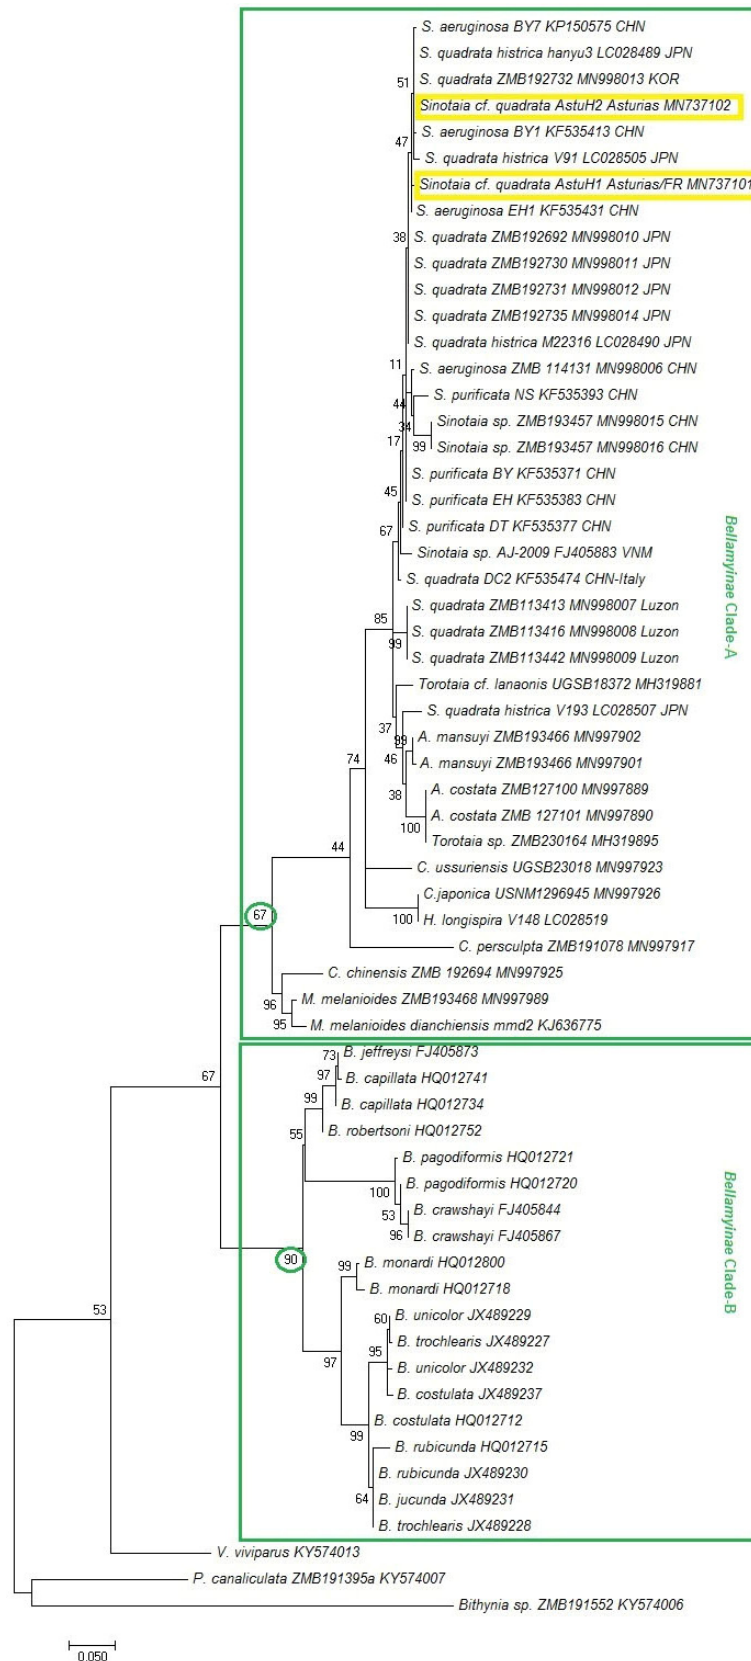 S. aeruginosa BY7 KP150575 CHN
S. quadrata histrica hanyu3 LC028489 JPN
S. quadrata ZMB192732 MN998013 KOR
51
Sinotaia cf. quadrata AstuH2 Asturias MN737102
S. aeruginosa BY1 KF535413 CHN
47
S. quadrata histrica V91 LC028505 JPN
Sinotaia cf. quadrata AstuH1 Asturias/FR MN737101
S. aeruginosa EH1 KF535431 CHN
38
S. quadrata ZMB192692 MN998010 JPN
S. quadrata ZMB192730 MN998011 JPN
S. quadrata ZMB192731 MN998012 JPN
S. quadrata ZMB192735 MN998014 JPN
S. quadrata histrica M22316 LC028490 JPN
11
S. aeruginosa ZMB 114131 MN998006 CHN
S. purificata NS KF535393 CHN
44
Sinotaia sp. ZMB193457 MN998015 CHN
34
17
99
Sinotaia sp. ZMB193457 MN998016 CHN
S. purificata BY KF535371 CHN
45
S. purificata EH KF535383 CHN
S. purificata DT KF535377 CHN
67
Sinotaia sp. AJ-2009 FJ405883 VNM
S. quadrata DC2 KF535474 CHN-Italy
Bellamyinae Clade-A
S. quadrata ZMB113413 MN998007 Luzon
85
S. quadrata ZMB113416 MN998008 Luzon
99
S. quadrata ZMB113442 MN998009 Luzon
Torotaia cf. lanaonis UGSB18372 MH319881
S. quadrata histrica V193 LC028507 JPN
37
A. mansuyi ZMB193466 MN997902
99
46
74
A. mansuyi ZMB193466 MN997901
A. costata ZMB127100 MN997889
38
A. costata ZMB 127101 MN997890
100
Torotaia sp. ZMB230164 MH319895
44
C. ussuriensis UGSB23018 MN997923
C.japonica USNM1296945 MN997926
67
100
H. longispira V148 LC028519
C. persculpta ZMB191078 MN997917
C. chinensis ZMB 192694 MN997925
96
M. melanioides ZMB193468 MN997989
95
M. melanioides dianchiensis mmd2 KJ636775
73
B. jeffreysi FJ405873
67
97
B. capillata HQ012741
99
B. capillata HQ012734
B. robertsoni HQ012752
55
B. pagodiformis HQ012721
B. pagodiformis HQ012720
100
Bellamyinae Clade-B
B. crawshayi FJ405844
53
96
B. crawshayi FJ405867
90
99
B. monardi HQ012800
B. monardi HQ012718
53
60
B. unicolor JX489229
B. trochlearis JX489227
95
97
B. unicolor JX489232
B. costulata JX489237
B. costulata HQ012712
99
B. rubicunda HQ012715
B. rubicunda JX489230
64
B. jucunda JX489231
B. trochlearis JX489228
V. viviparus KY574013
P. canaliculata ZMB191395a KY574007
Bithynia sp. ZMB191552 KY574006
0.050